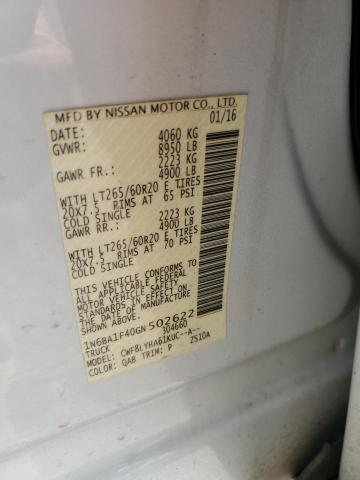 MFD BY NISSAN MOTOR CO., LTD.
01/16
DATE: 4060 KG
GVWR: 8950 LB
2223 KG
GAWR FR.: 4900 LB
WITH LT265/60R20 E TIRES
20X7.5 RIMS AT 65 PSI
COLD SINGLE
2223 KG
GAWR RR.: 4900 LB
WITH LT265/60R20 E TIRES
20X7.5 RIMS AT 70 PSI
COLD SINGLE
THIS VEHICLE CONFORMS TO
ALL APPLICABLE FEDERAL
MOTOR VEHICLE SAFETY
STANDARDS IN EFFECT ON
THE DATE OF MANUFACTURE
SHOWN ABOVE.
1N6BA1F40GN502622
TRUCK 304660
MODEL: CWF8LYHA61KUC--A--
COLOR: QAB TRIM: P ZS10A